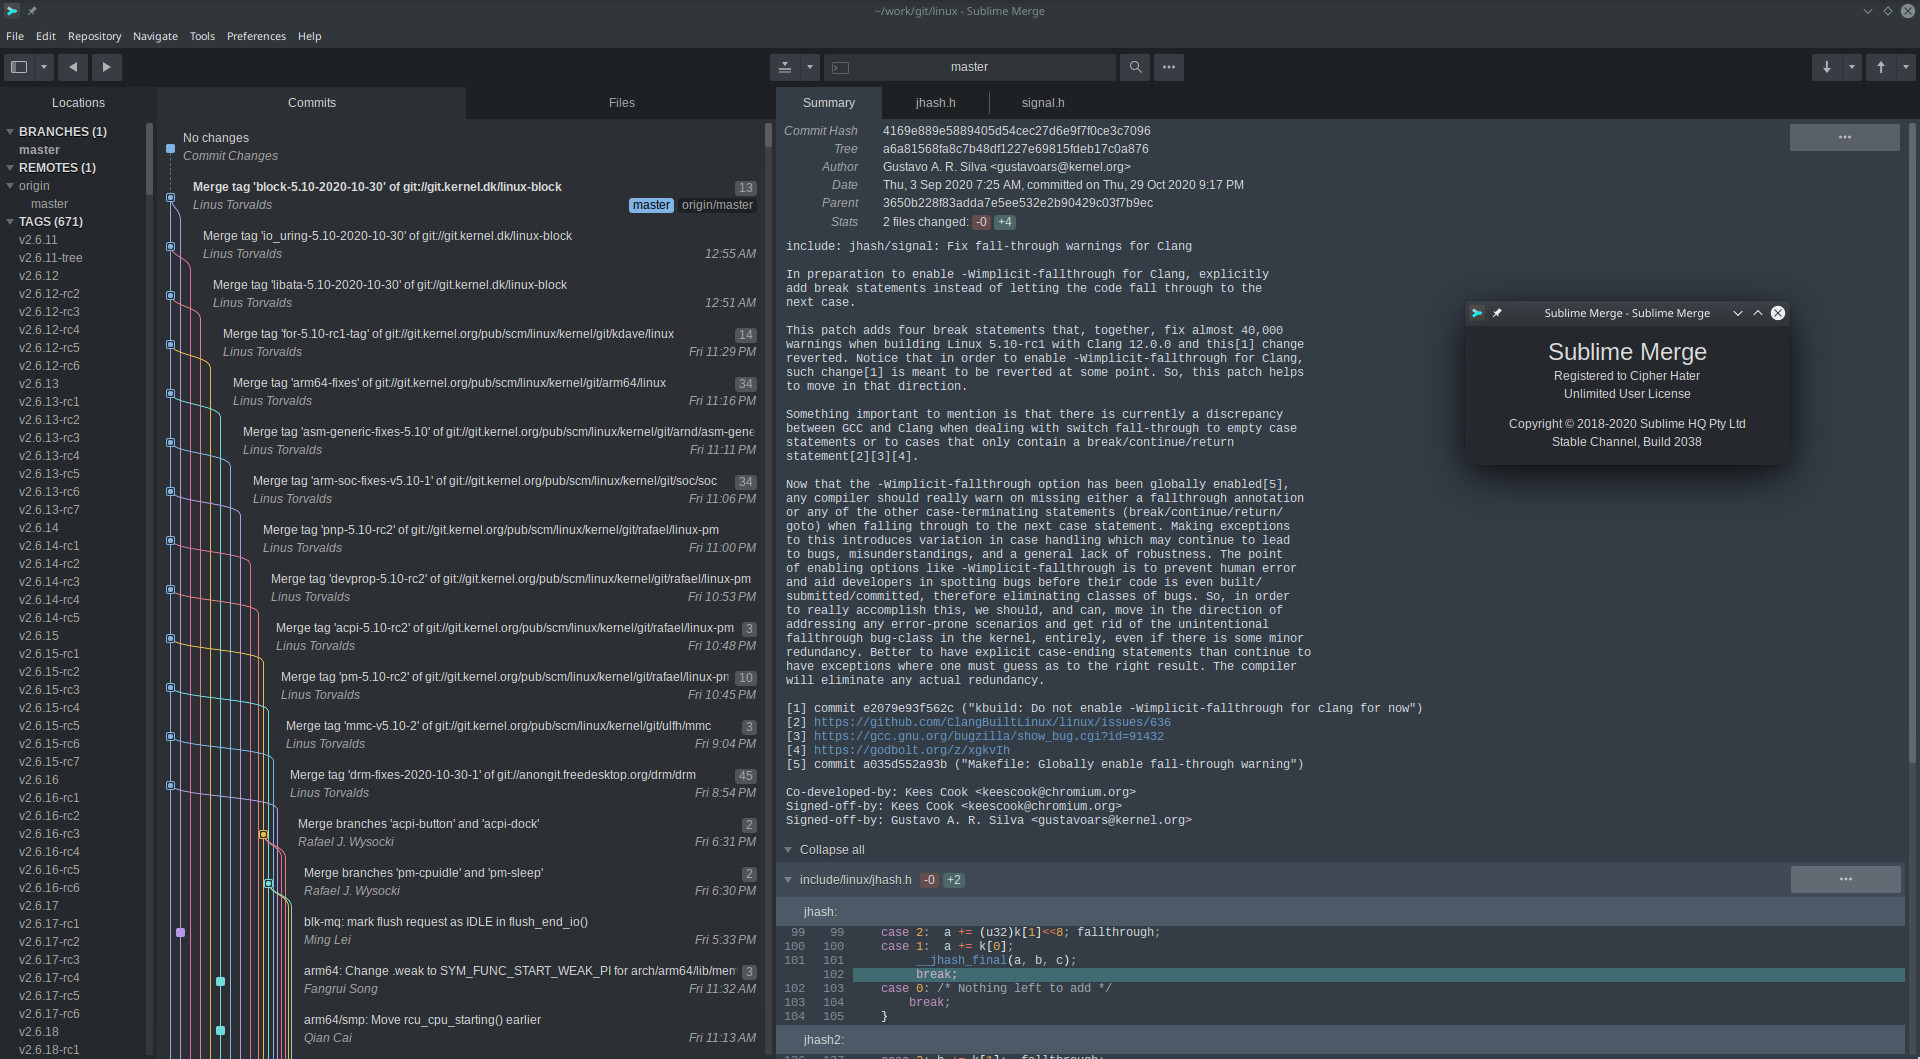 ~/work/git/linux - Sublime Merge
File Edit Repository Navigate Tools Preferences Help
master
Locations
BRANCHES (1)
master
REMOTES (1)
origin
master
TAGS (671)
v2.6.11
v2.6.11-tree
v2.6.12
v2.6.12-rc2
v2.6.12-rc3
v2.6.12-rc4
v2.6.12-rc5
v2.6.12-rc6
v2.6.13
v2.6.13-rc1
v2.6.13-rc2
v2.6.13-rc3
v2.6.13-rc4
v2.6.13-rc5
v2.6.13-rc6
v2.6.13-rc7
v2.6.14
v2.6.14-rc1
v2.6.14-rc2
v2.6.14-rc3
v2.6.14-rc4
v2.6.14-rc5
v2.6.15
v2.6.15-rc1
v2.6.15-rc2
v2.6.15-rc3
v2.6.15-rc4
v2.6.15-rc5
v2.6.15-rc6
v2.6.15-rc7
v2.6.16
v2.6.16-rc1
v2.6.16-rc2
v2.6.16-rc3
v2.6.16-rc4
v2.6.16-rc5
v2.6.16-rc6
v2.6.17
v2.6.17-rc1
v2.6.17-rc2
v2.6.17-rc3
v2.6.17-rc4
v2.6.17-rc5
v2.6.17-rc6
v2.6.18
v2.6.18-rc1
Commits Files
No changes
Commit Changes
Merge tag 'block-5.10-2020-10-30' of git://git.kernel.dk/linux-block 13
Linus Torvalds master origin/master
Merge tag 'io_uring-5.10-2020-10-30' of git://git.kernel.dk/linux-block
Linus Torvalds 12:55 AM
Merge tag 'libata-5.10-2020-10-30' of git://git.kernel.dk/linux-block
Linus Torvalds 12:51 AM
Merge tag 'for-5.10-rc1-tag' of git://git.kernel.org/pub/scm/linux/kernel/git/kdave/linux 14
Linus Torvalds Fri 11:29 PM
Merge tag 'arm64-fixes' of git://git.kernel.org/pub/scm/linux/kernel/git/arm64/linux 34
Linus Torvalds Fri 11:16 PM
Merge tag 'asm-generic-fixes-5.10' of git://git.kernel.org/pub/scm/linux/kernel/git/arnd/asm-gene
Linus Torvalds Fri 11:11 PM
Merge tag 'arm-soc-fixes-v5.10-1' of git://git.kernel.org/pub/scm/linux/kernel/git/soc/soc 34
Linus Torvalds Fri 11:06 PM
Merge tag 'pnp-5.10-rc2' of git://git.kernel.org/pub/scm/linux/kernel/git/rafael/linux-pm
Linus Torvalds Fri 11:00 PM
Merge tag 'devprop-5.10-rc2' of git://git.kernel.org/pub/scm/linux/kernel/git/rafael/linux-pm
Linus Torvalds Fri 10:53 PM
Merge tag 'acpi-5.10-rc2' of git://git.kernel.org/pub/scm/linux/kernel/git/rafael/linux-pm 3
Linus Torvalds Fri 10:48 PM
Merge tag 'pm-5.10-rc2' of git://git.kernel.org/pub/scm/linux/kernel/git/rafael/linux-pr 10
Linus Torvalds Fri 10:45 PM
Merge tag 'mmc-v5.10-2' of git://git.kernel.org/pub/scm/linux/kernel/git/ulfh/mmc 3
Linus Torvalds Fri 9:04 PM
Merge tag 'drm-fixes-2020-10-30-1' of git://anongit.freedesktop.org/drm/drm 45
Linus Torvalds Fri 8:54 PM
Merge branches 'acpi-button' and 'acpi-dock' 2
Rafael J. Wysocki Fri 6:31 PM
Merge branches 'pm-cpuidle' and 'pm-sleep' 2
Rafael J. Wysocki Fri 6:30 PM
blk-mq: mark flush request as IDLE in flush_end_io()
Ming Lei Fri 5:33 PM
arm64: Change .weak to SYM_FUNC_START_WEAK_PI for arch/arm64/lib/mem 3
Fangrui Song Fri 11:32 AM
arm64/smp: Move rcu_cpu_starting() earlier
Qian Cai Fri 11:13 AM
Summary jhash.h signal.h
Commit Hash 4169e889e5889405d54cec27d6e9f7f0ce3c7096
Tree a6a81568fa8c7b48df1227e69815fdeb17c0a876
Author Gustavo A. R. Silva <gustavoars@kernel.org>
Date Thu, 3 Sep 2020 7:25 AM, committed on Thu, 29 Oct 2020 9:17 PM
Parent 3650b228f83adda7e5ee532e2b90429c03f7b9ec
Stats 2 files changed: -0 +4
include: jhash/signal: Fix fall-through warnings for Clang
In preparation to enable -Wimplicit-fallthrough for Clang, explicitly
add break statements instead of letting the code fall through to the
next case.
This patch adds four break statements that, together, fix almost 40,000
warnings when building Linux 5.10-rc1 with Clang 12.0.0 and this[1] change
reverted. Notice that in order to enable -Wimplicit-fallthrough for Clang,
such change[1] is meant to be reverted at some point. So, this patch helps
to move in that direction.
Something important to mention is that there is currently a discrepancy
between GCC and Clang when dealing with switch fall-through to empty case
statements or to cases that only contain a break/continue/return
statement[2][3][4].
Now that the -Wimplicit-fallthrough option has been globally enabled[5],
any compiler should really warn on missing either a fallthrough annotation
or any of the other case-terminating statements (break/continue/return/
goto) when falling through to the next case statement. Making exceptions
to this introduces variation in case handling which may continue to lead
to bugs, misunderstandings, and a general lack of robustness. The point
of enabling options like -Wimplicit-fallthrough is to prevent human error
and aid developers in spotting bugs before their code is even built/
submitted/committed, therefore eliminating classes of bugs. So, in order
to really accomplish this, we should, and can, move in the direction of
addressing any error-prone scenarios and get rid of the unintentional
fallthrough bug-class in the kernel, entirely, even if there is some minor
redundancy. Better to have explicit case-ending statements than continue to
have exceptions where one must guess as to the right result. The compiler
will eliminate any actual redundancy.
[1] commit e2079e93f562c ("kbuild: Do not enable -Wimplicit-fallthrough for clang for now")
[2] https://github.com/ClangBuiltLinux/linux/issues/636
[3] https://gcc.gnu.org/bugzilla/show_bug.cgi?id=91432
[4] https://godbolt.org/z/xgkvIh
[5] commit a035d552a93b ("Makefile: Globally enable fall-through warning")
Co-developed-by: Kees Cook <keescook@chromium.org>
Signed-off-by: Kees Cook <keescook@chromium.org>
Signed-off-by: Gustavo A. R. Silva <gustavoars@kernel.org>
Collapse all
include/linux/jhash.h -0 +2
jhash:
99 99 case 2: a += (u32)k[1]<<8; fallthrough;
100 100 case 1: a += k[0];
101 101 __jhash_final(a, b, c);
102 break;
102 103 case 0: /* Nothing left to add */
103 104 break;
104 105 }
jhash2:
136 137 case 2: b += k[1]; fallthrough;
Sublime Merge - Sublime Merge
Sublime Merge
Registered to Cipher Hater
Unlimited User License
Copyright © 2018-2020 Sublime HQ Pty Ltd
Stable Channel, Build 2038